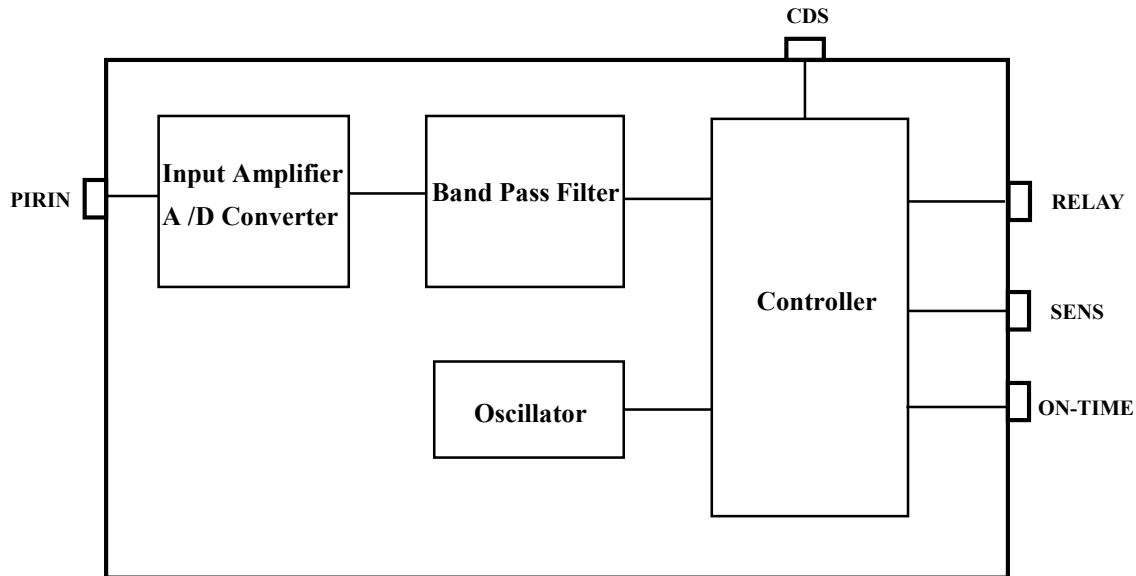 CDS
Input Amplifier
A /D Converter
Band Pass Filter
PIRIN
RELAY
Controller
SENS
Oscillator
ON-TIME